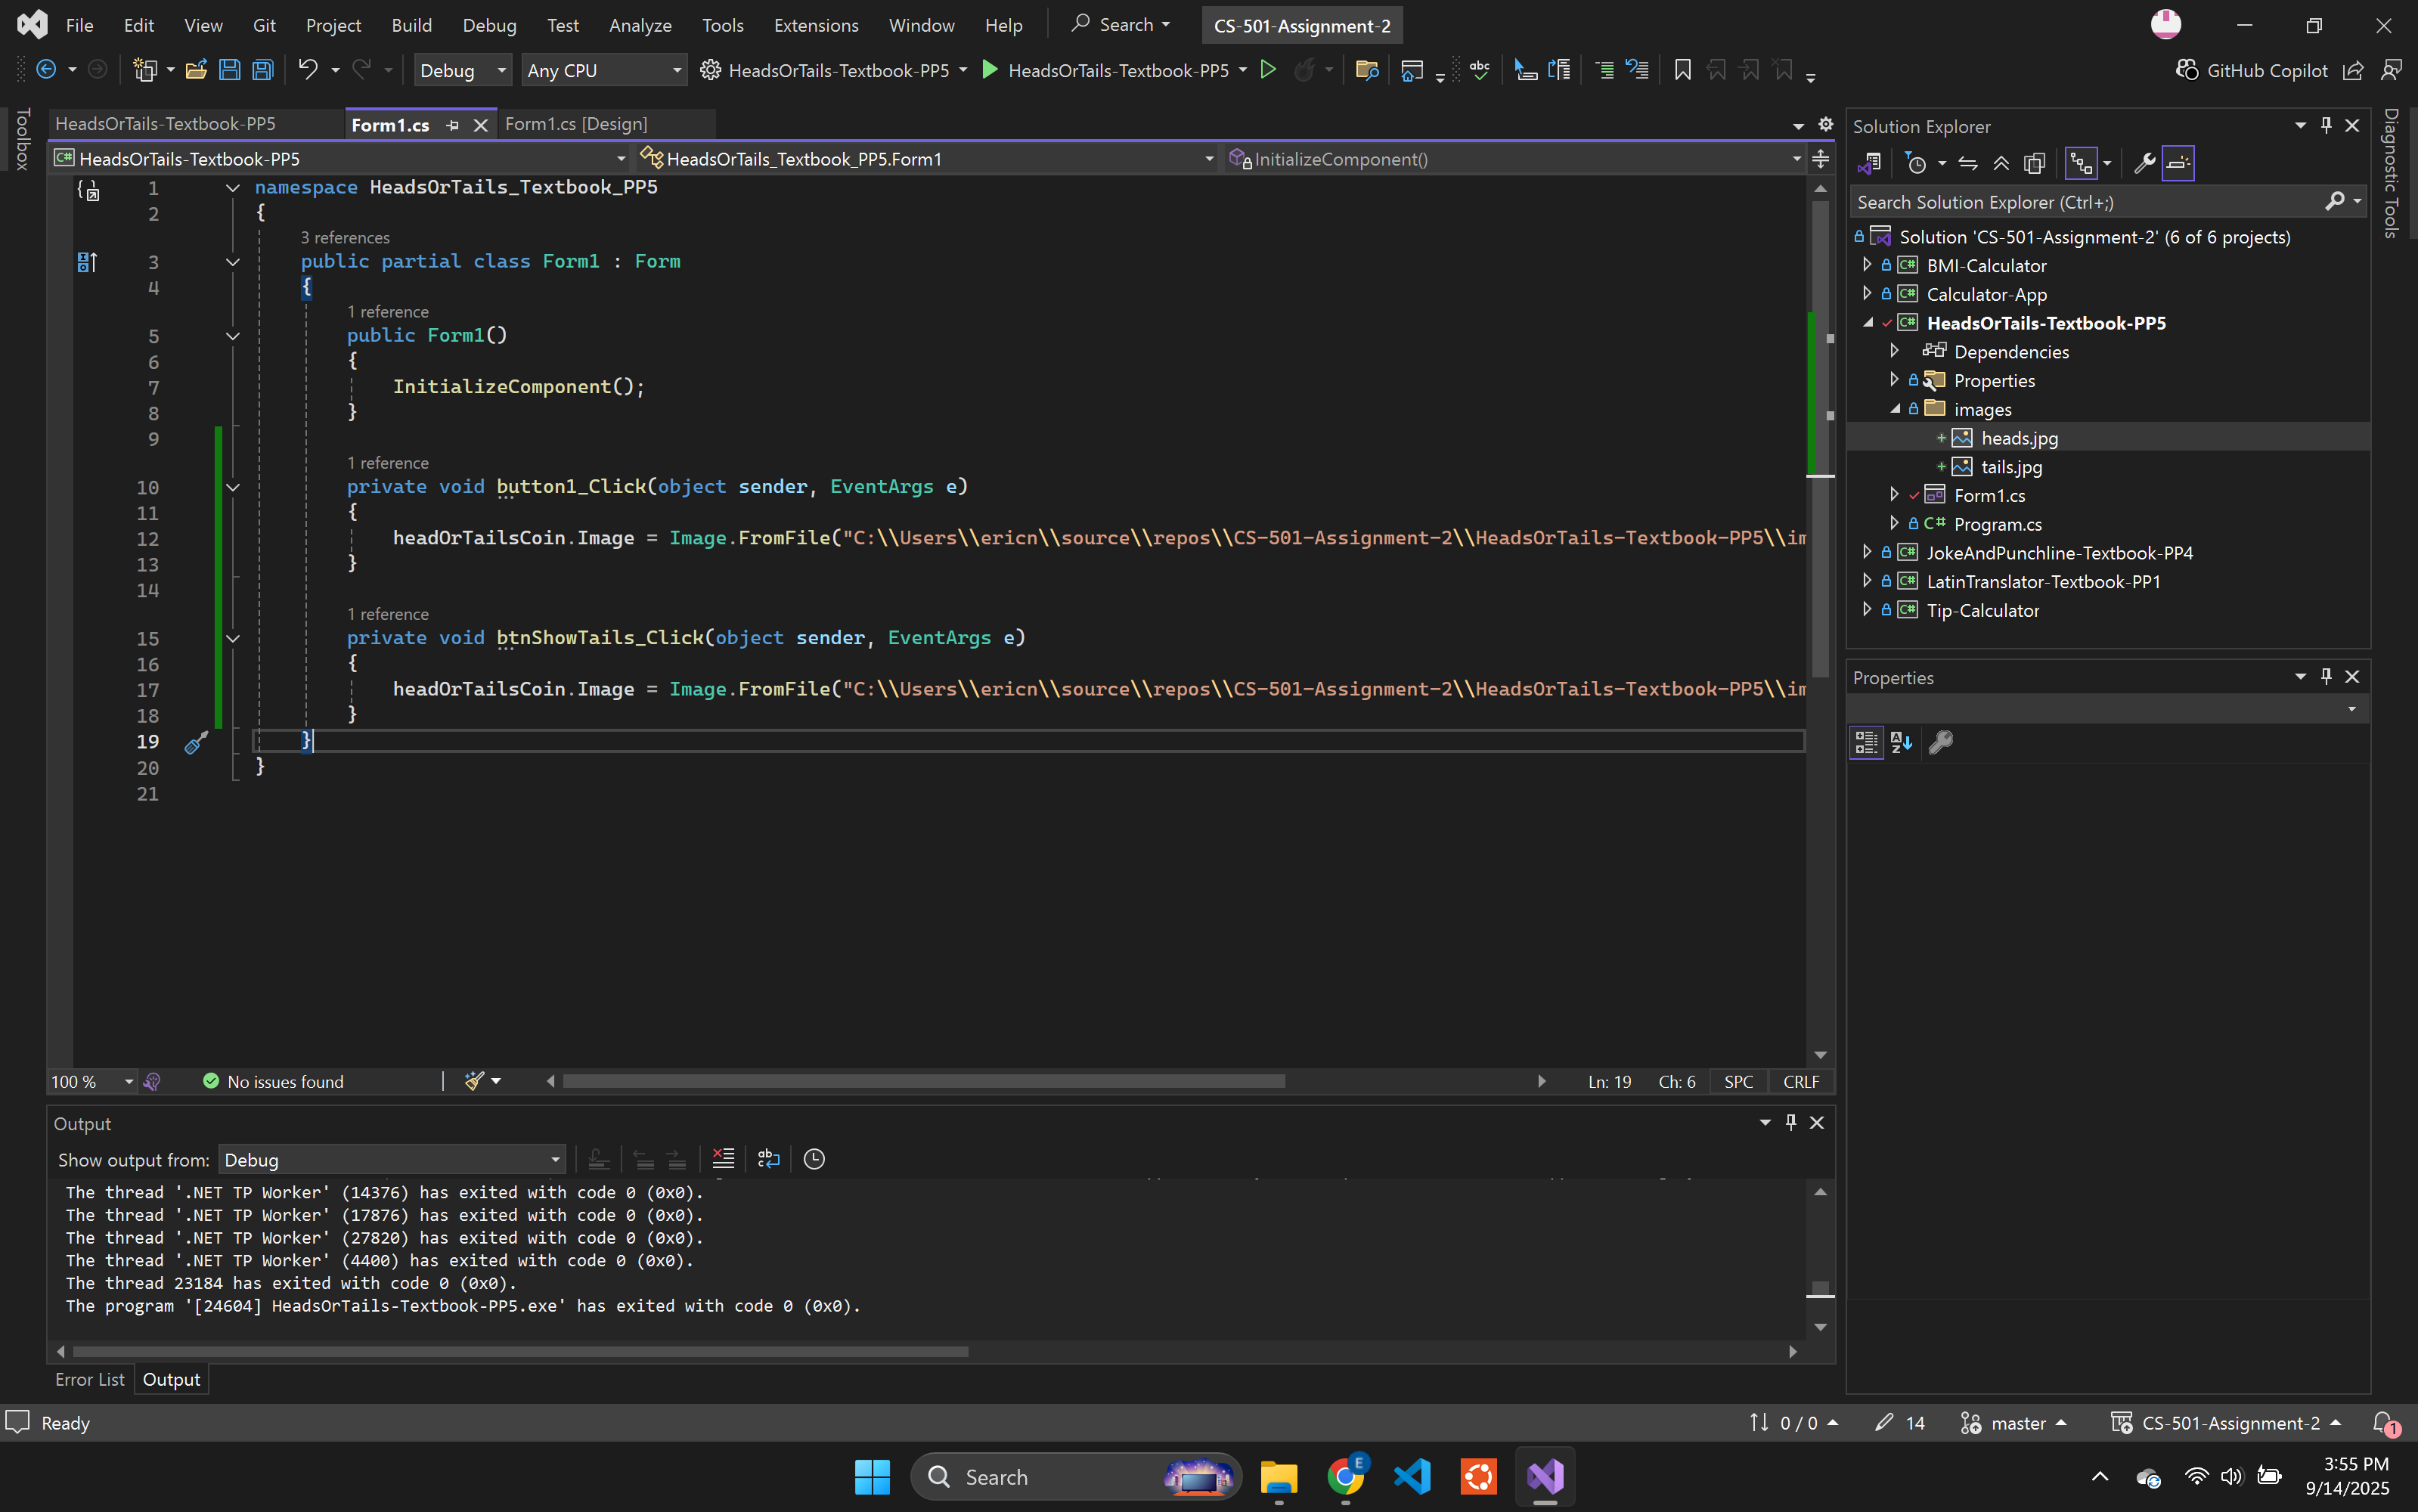 File Edit View Git Project Build Debug Test Analyze Tools Extensions Window Help Search CS-501-Assignment-2
Debug Any CPU HeadsOrTails-Textbook-PP5 HeadsOrTails-Textbook-PP5 GitHub Copilot
Toolbox
HeadsOrTails-Textbook-PP5 Form1.cs Form1.cs [Design]
HeadsOrTails-Textbook-PP5 HeadsOrTails_Textbook_PP5.Form1 InitializeComponent()
1 namespace HeadsOrTails_Textbook_PP5
2 {
3 references
3 public partial class Form1 : Form
4 {
1 reference
5 public Form1()
6 {
7 InitializeComponent();
8 }
9
1 reference
10 private void button1_Click(object sender, EventArgs e)
11 {
12 headOrTailsCoin.Image = Image.FromFile("C:\\Users\\ericn\\source\\repos\\CS-501-Assignment-2\\HeadsOrTails-Textbook-PP5\\im
13 }
14
1 reference
15 private void btnShowTails_Click(object sender, EventArgs e)
16 {
17 headOrTailsCoin.Image = Image.FromFile("C:\\Users\\ericn\\source\\repos\\CS-501-Assignment-2\\HeadsOrTails-Textbook-PP5\\im
18 }
19 }
20 }
21
100 % No issues found Ln: 19 Ch: 6 SPC CRLF
Output
Show output from: Debug
The thread '.NET TP Worker' (14376) has exited with code 0 (0x0).
The thread '.NET TP Worker' (17876) has exited with code 0 (0x0).
The thread '.NET TP Worker' (27820) has exited with code 0 (0x0).
The thread '.NET TP Worker' (4400) has exited with code 0 (0x0).
The thread 23184 has exited with code 0 (0x0).
The program '[24604] HeadsOrTails-Textbook-PP5.exe' has exited with code 0 (0x0).
Error List Output
Solution Explorer
Search Solution Explorer (Ctrl+;)
Solution 'CS-501-Assignment-2' (6 of 6 projects)
C# BMI-Calculator
C# Calculator-App
C# HeadsOrTails-Textbook-PP5
Dependencies
Properties
images
heads.jpg
tails.jpg
Form1.cs
C# Program.cs
C# JokeAndPunchline-Textbook-PP4
C# LatinTranslator-Textbook-PP1
C# Tip-Calculator
Properties
Diagnostic Tools
Ready 0 / 0 14 master CS-501-Assignment-2 1
Search E
3:55 PM
9/14/2025